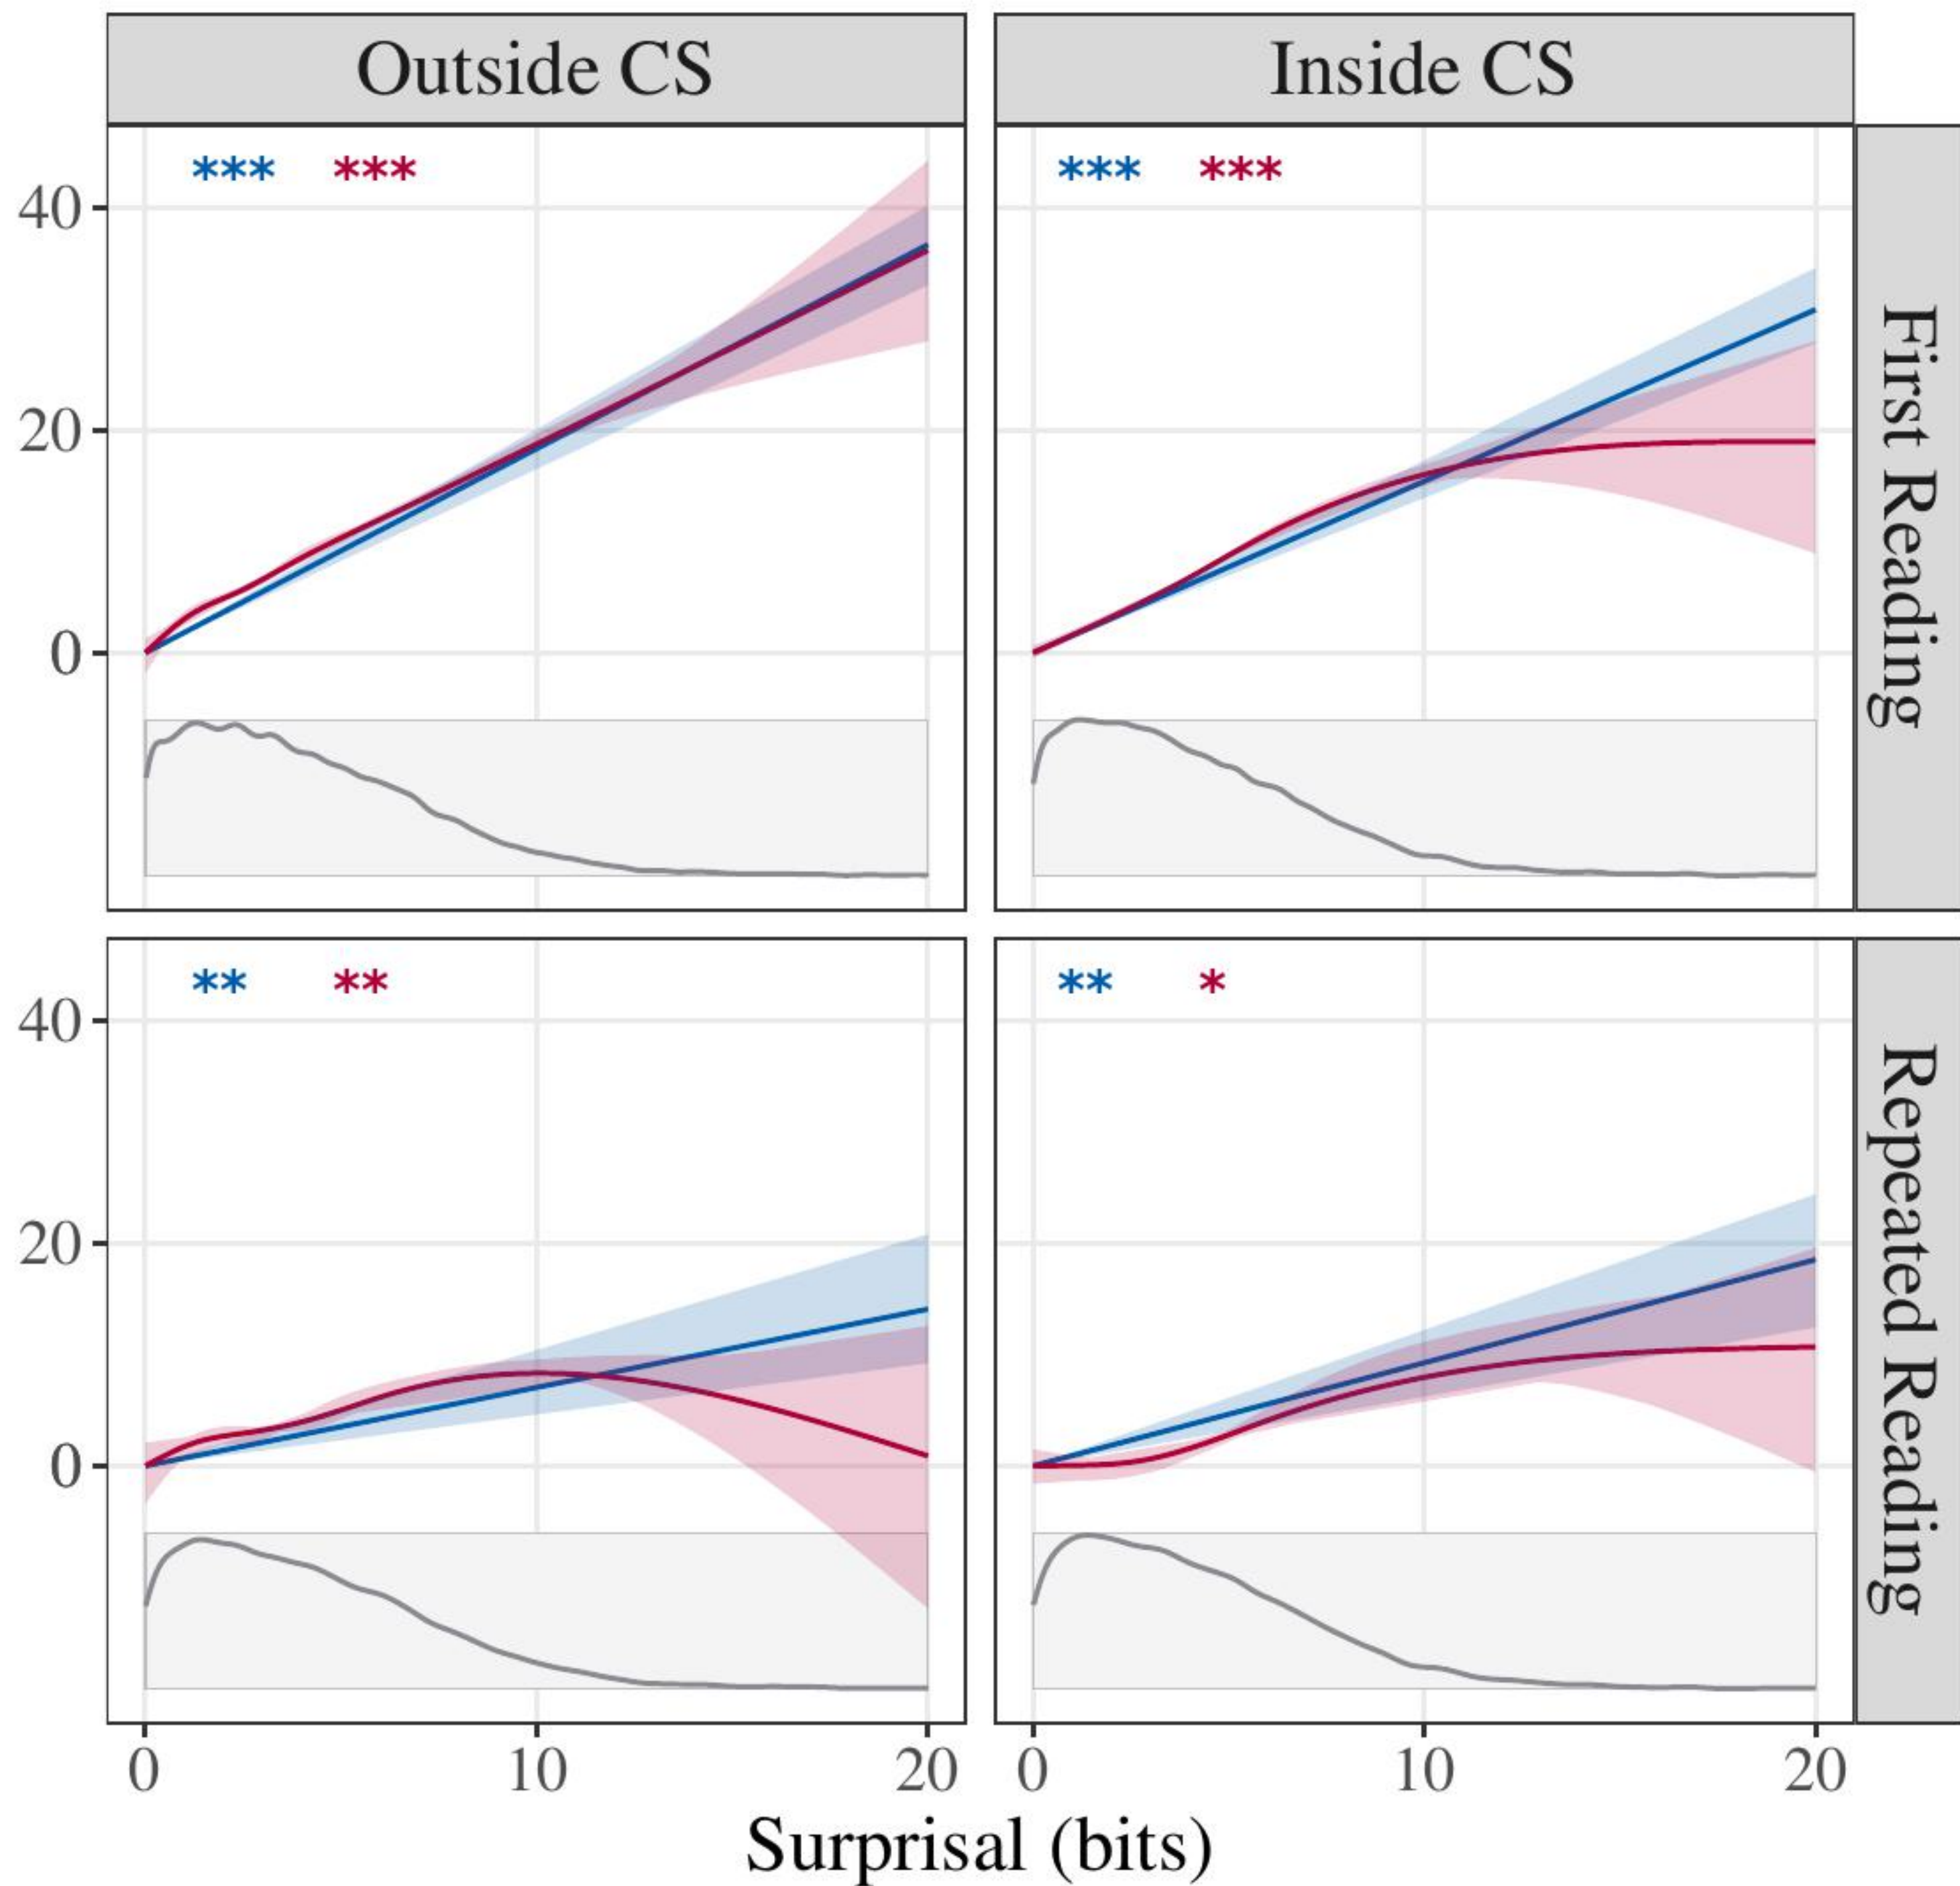 Outside CS
Inside CS
*** ***
*** ***
40
20
0
First Reading
** **
** *
40
20
0
Repeated Reading
0 10 20
0 10 20
Surprisal (bits)